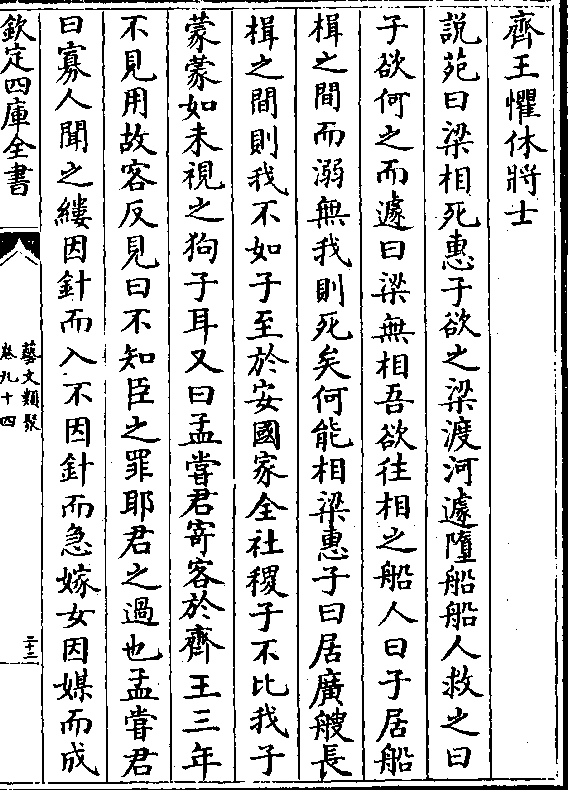 齊王懼休將士
説苑曰梁相死惠子欲之梁渡河遽墮船船人救之曰
子欲何之而遽曰梁無相吾欲往相之船人曰子居船
楫之間而溺無我則死矣何能相梁惠子曰居廣艘長
楫之間則我不如子至於安國家全社稷子不比我子
蒙蒙如未視之狗子耳又曰孟嘗君寄客於齊王三年
不見用故客反見曰不知臣之罪耶君之過也孟嘗君
曰寡人聞之縷因針而入不因針而急嫁女因媒而成
欽定四庫全書
藝文類聚
卷九十四
二十三